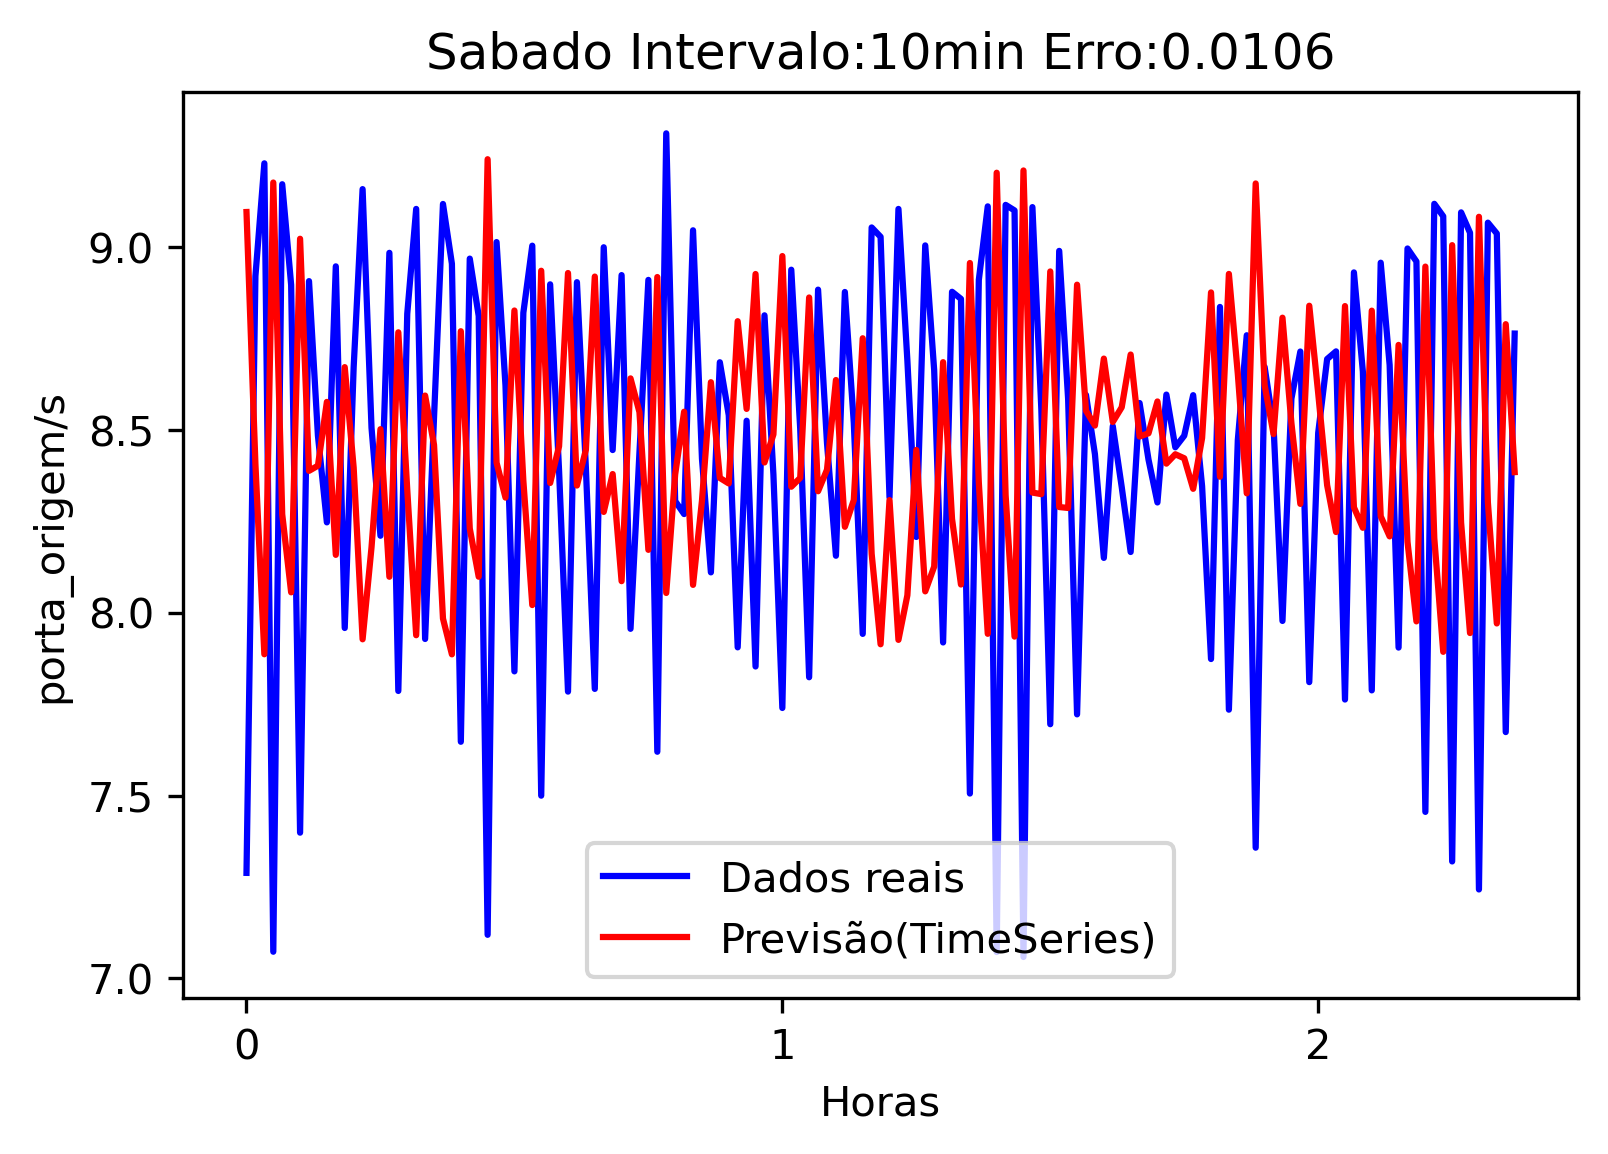 Sabado Intervalo:10min Erro:0.0106
porta_origem/s
9.0
8.5
8.0
7.5
7.0
Dados reais
Previsão(TimeSeries)
0 1 2
Horas